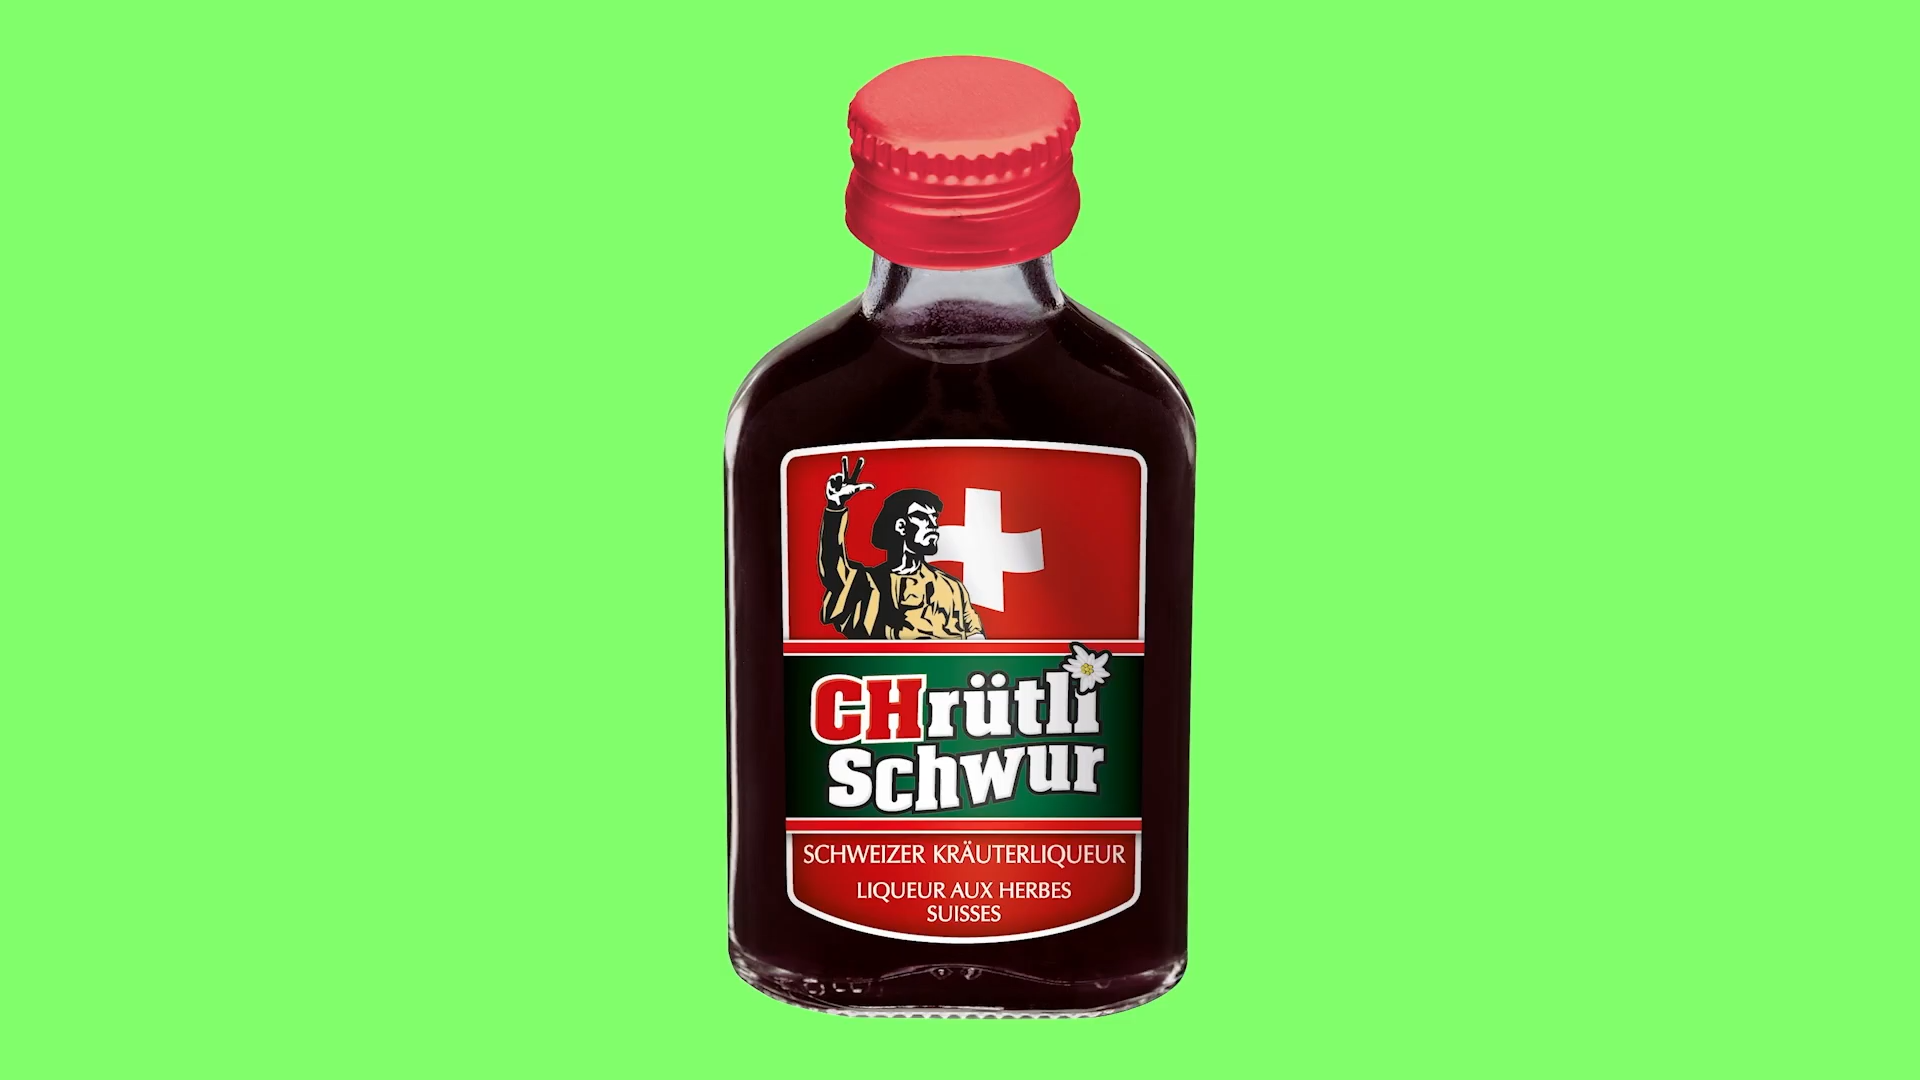 CHrütli
Schwur
SCHWEIZER KRÄUTERLIQUEUR
LIQUEUR AUX HERBES
SUISSES